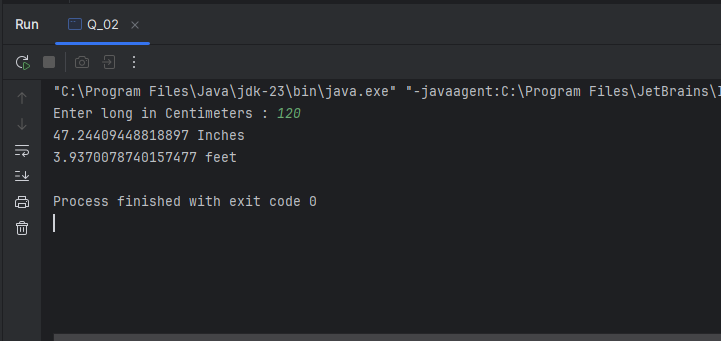 Run Q_02
"C:\Program Files\Java\jdk-23\bin\java.exe" "-javaagent:C:\Program Files\JetBrains\
Enter long in Centimeters : 120
47.24409448818897 Inches
3.9370078740157477 feet
Process finished with exit code 0